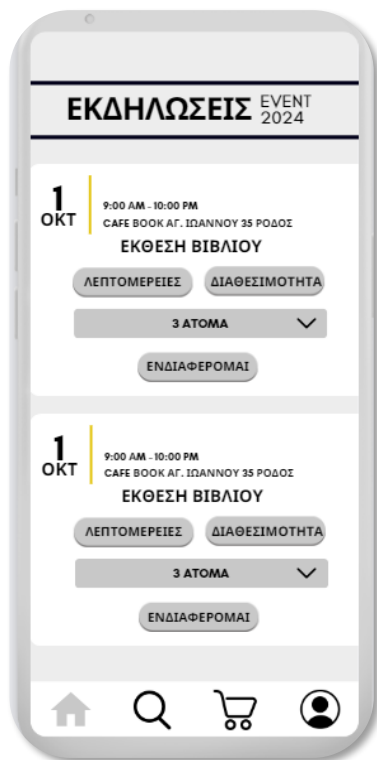 ΕΚΔΗΛΩΣΕΙΣ EVENT 2024
1 ΟΚΤ
9:00 AM - 10:00 PM
CAFE BOOK ΑΓ. ΙΩΑΝΝΟΥ 35 ΡΟΔΟΣ
ΕΚΘΕΣΗ ΒΙΒΛΙΟΥ
ΛΕΠΤΟΜΕΡΕΙΕΣ ΔΙΑΘΕΣΙΜΟΤΗΤΑ
3 ΑΤΟΜΑ
ΕΝΔΙΑΦΕΡΟΜΑΙ
1 ΟΚΤ
9:00 AM - 10:00 PM
CAFE BOOK ΑΓ. ΙΩΑΝΝΟΥ 35 ΡΟΔΟΣ
ΕΚΘΕΣΗ ΒΙΒΛΙΟΥ
ΛΕΠΤΟΜΕΡΕΙΕΣ ΔΙΑΘΕΣΙΜΟΤΗΤΑ
3 ΑΤΟΜΑ
ΕΝΔΙΑΦΕΡΟΜΑΙ